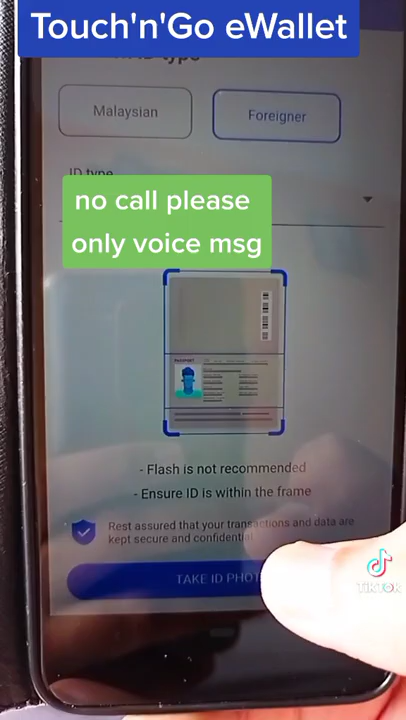 Touch'n'Go eWallet
Malaysian
Foreigner
ID type
no call please
only voice msg
PASSPORT
- Flash is not recommended
- Ensure ID is within the frame
Rest assured that your transactions and data are
kept secure and confidential
TAKE ID PHOTO
TikTok